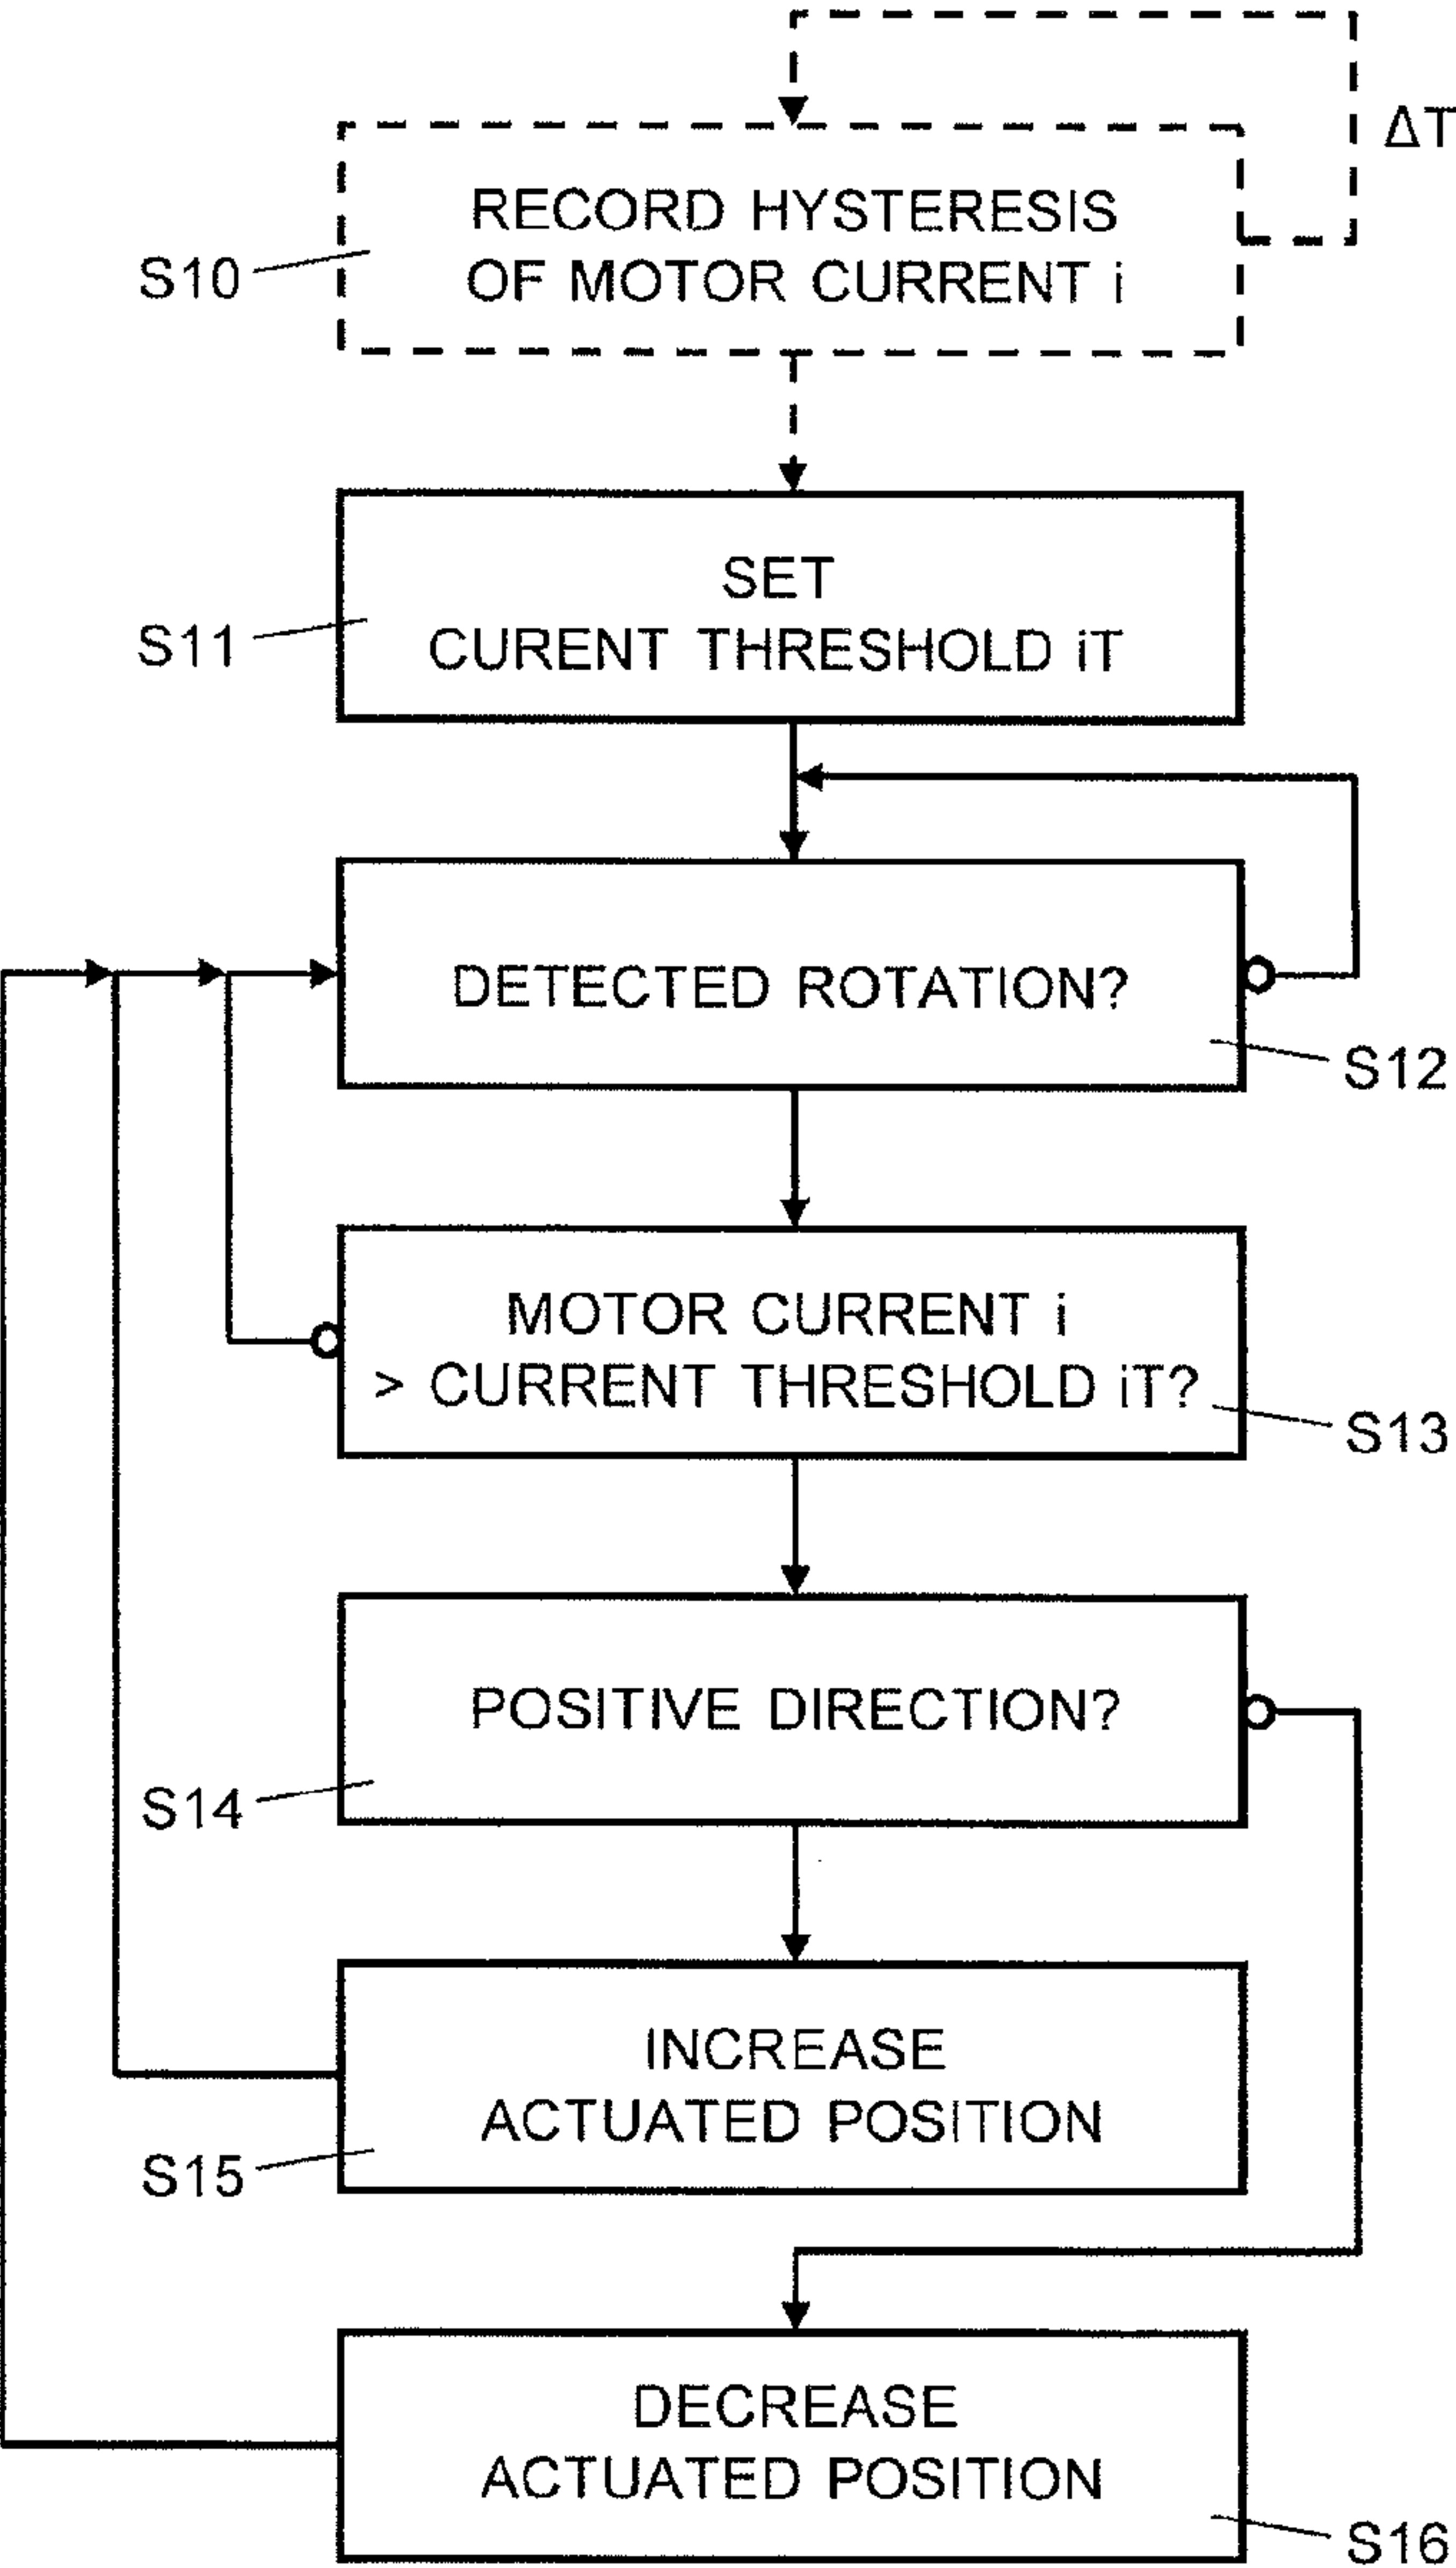 ΔT
RECORD HYSTERESIS
OF MOTOR CURRENT i
S10
SET
CURENT THRESHOLD iT
S11
DETECTED ROTATION?
S12
MOTOR CURRENT i
> CURRENT THRESHOLD iT?
S13
POSITIVE DIRECTION?
S14
INCREASE
ACTUATED POSITION
S15
DECREASE
ACTUATED POSITION
S16